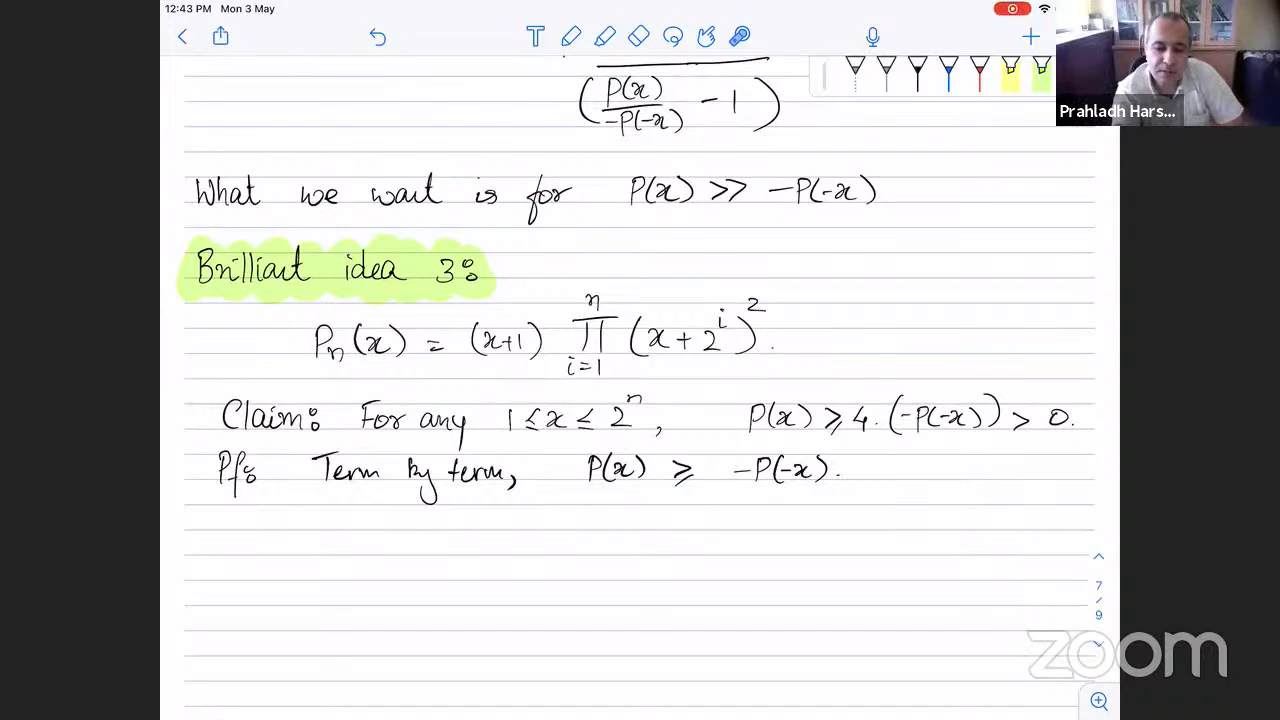 12:43 PM Mon 3 May
Prahladh Hars...
( P(x) / -P(-x) - 1 )
What we want is for P(x) >> -P(-x)
Brilliant idea 3:
Pₙ(x) = (x+1) ∏_{i=1}^{n} (x + 2^i)^2.
Claim: For any 1 ≤ x ≤ 2^n, P(x) ≥ 4. (-P(-x)) > 0.
Pf: Term by term, P(x) ≥ -P(-x).
7 / 9
zoom